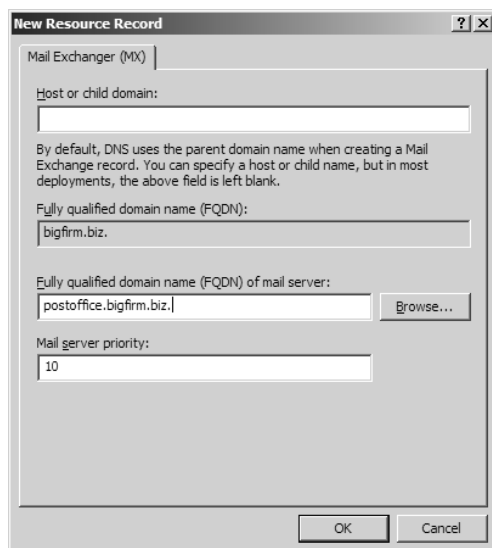 New Resource Record
Mail Exchanger (MX)
Host or child domain:
By default, DNS uses the parent domain name when creating a Mail
Exchange record. You can specify a host or child name, but in most
deployments, the above field is left blank.
Fully qualified domain name (FQDN):
bigfirm.biz.
Fully qualified domain name (FQDN) of mail server:
postoffice.bigfirm.biz.
Browse...
Mail server priority:
10
OK
Cancel